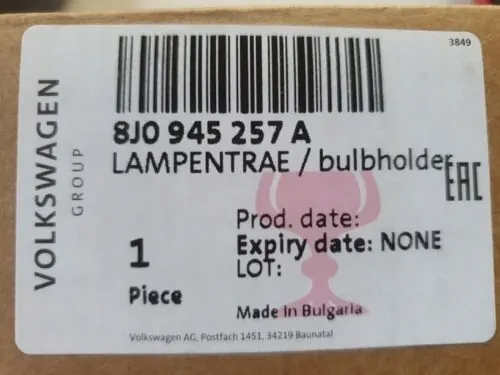 3849
VOLKSWAGEN
GROUP
8J0 945 257 A
LAMPENTRAE / bulbholder
EAC
Prod. date:
Expiry date: NONE
LOT:
1
Piece
Made In Bulgaria
Volkswagen AG, Postfach 1451, 34219 Baunatal